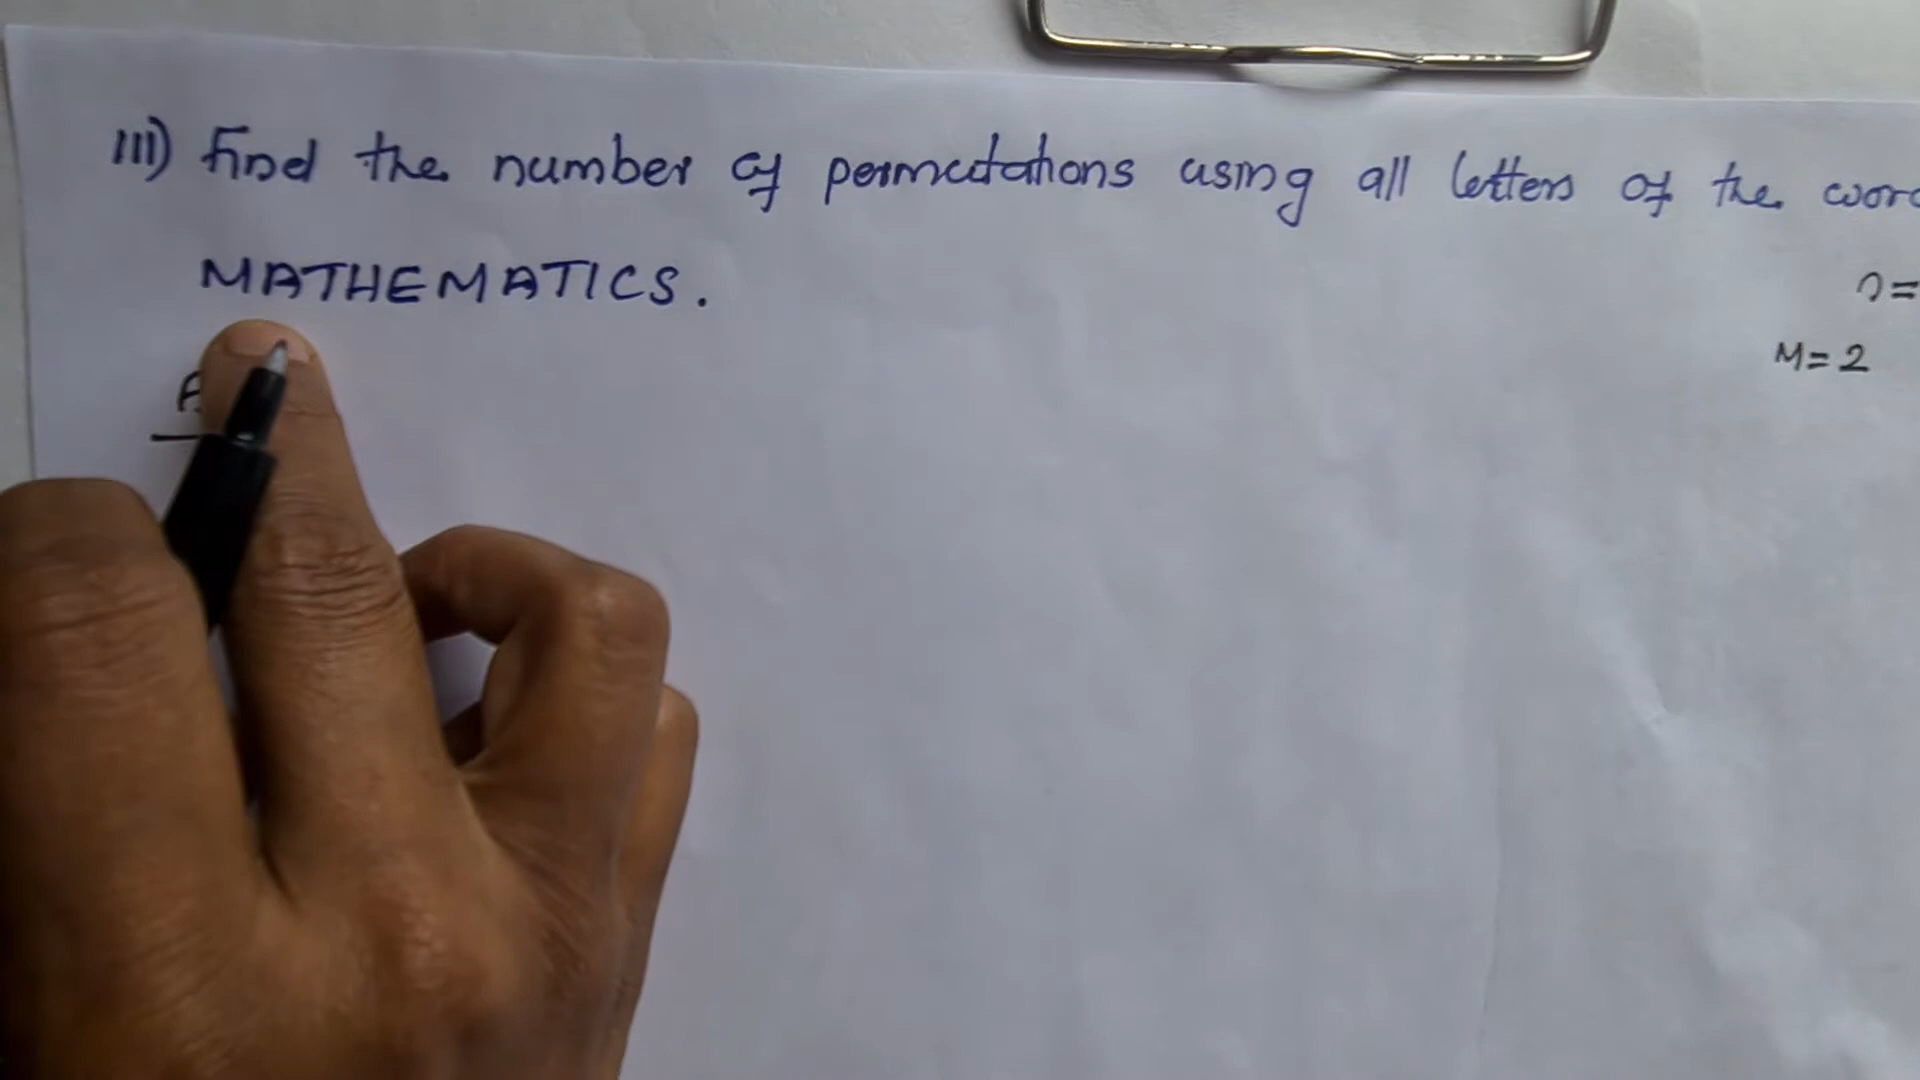 III) Find the number of permutations using all letters of the
MATHEMATICS.
n=
M=2